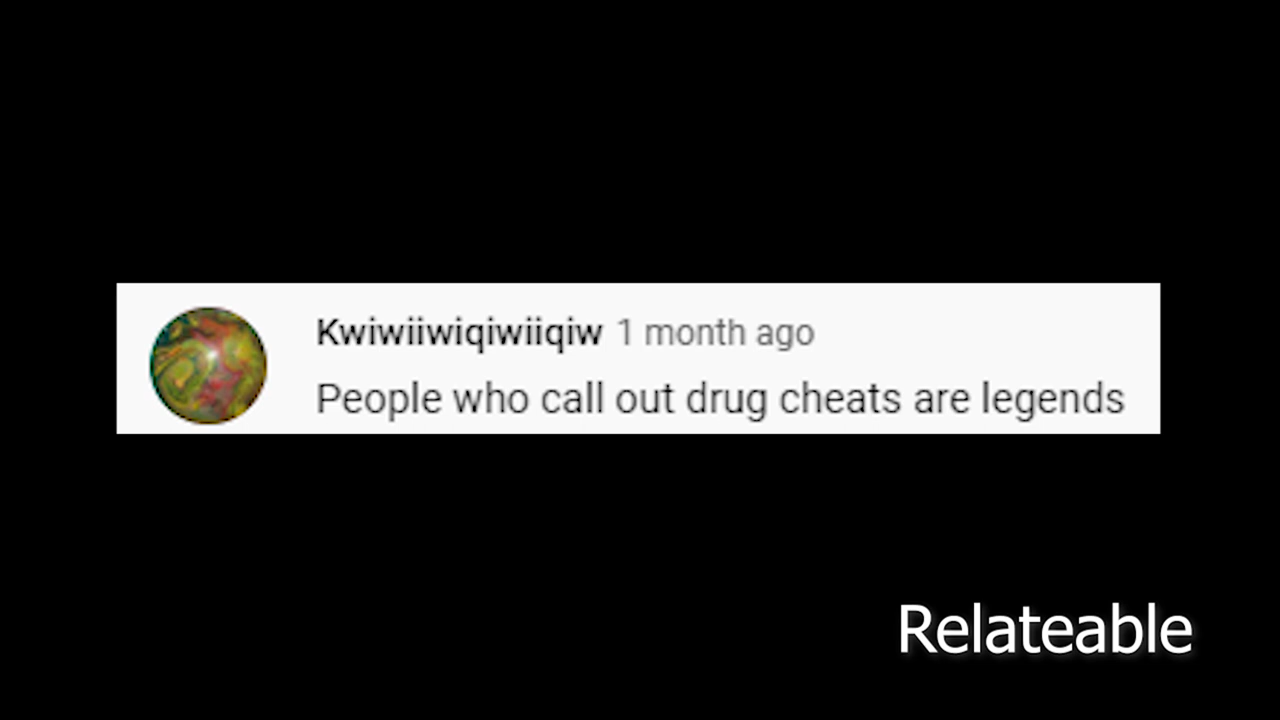 Kwiwiiwiqiwiiqiw 1 month ago
People who call out drug cheats are legends
Relateable